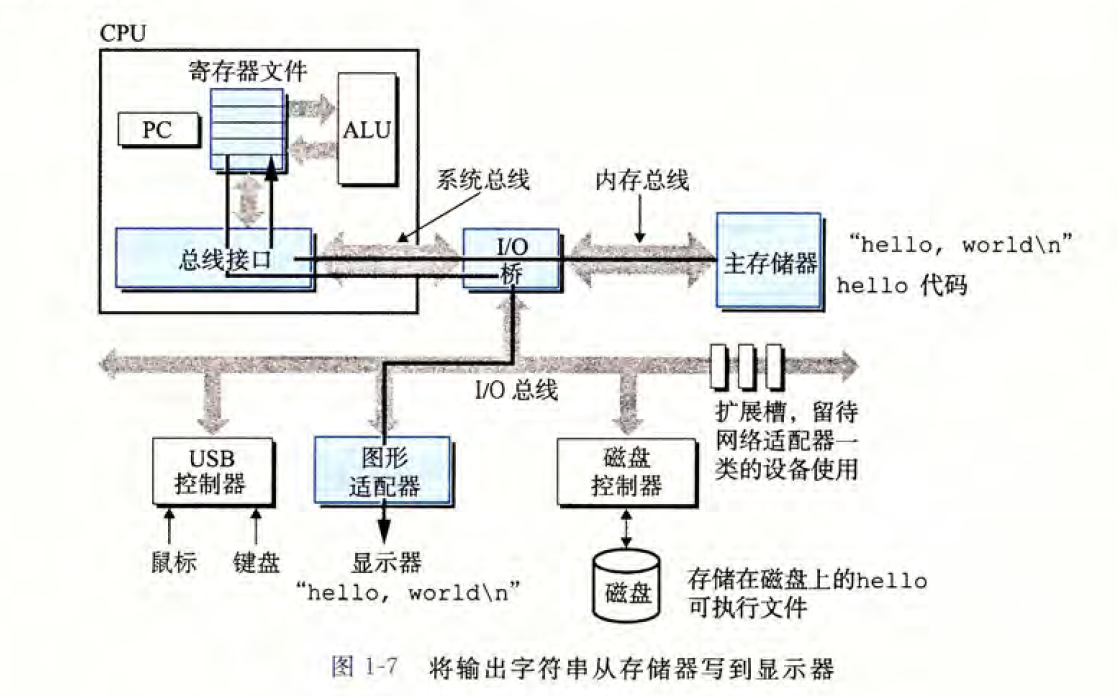 CPU
寄存器文件
PC
ALU
系统总线
内存总线
总线接口
I/O
桥
主存储器
“hello, world\n”
hello 代码
I/O 总线
扩展槽，留待
网络适配器一
类的设备使用
USB
控制器
图形
适配器
磁盘
控制器
鼠标
键盘
显示器
“hello, world\n”
磁盘
存储在磁盘上的hello
可执行文件
图 1-7 将输出字符串从存储器写到显示器